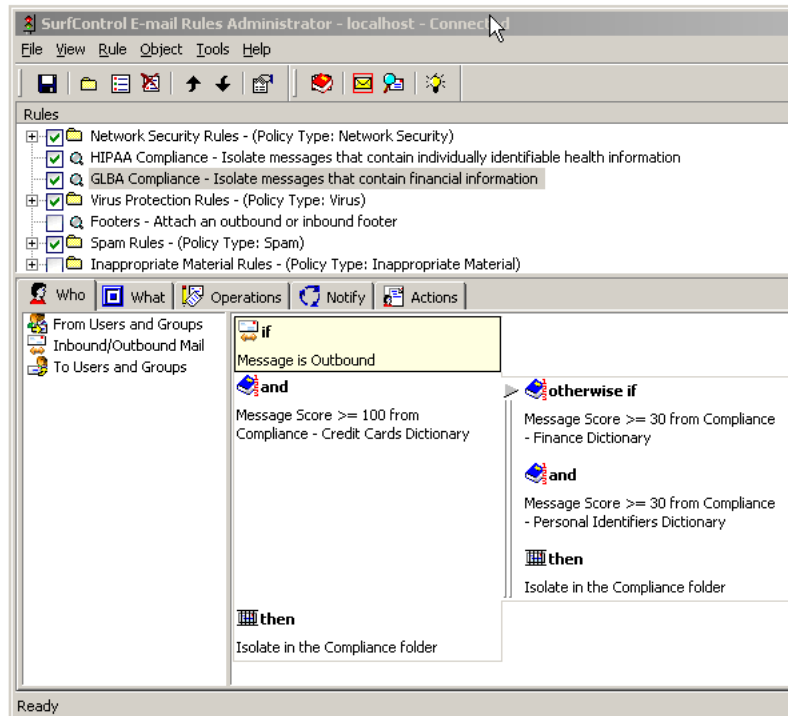 SurfControl E-mail Rules Administrator - localhost - Connected
File View Rule Object Tools Help
Rules
Network Security Rules - (Policy Type: Network Security)
HIPAA Compliance - Isolate messages that contain individually identifiable health information
GLBA Compliance - Isolate messages that contain financial information
Virus Protection Rules - (Policy Type: Virus)
Footers - Attach an outbound or inbound footer
Spam Rules - (Policy Type: Spam)
Inappropriate Material Rules - (Policy Type: Inappropriate Material)
Who What Operations Notify Actions
From Users and Groups
Inbound/Outbound Mail
To Users and Groups
if
Message is Outbound
and
Message Score >= 100 from
Compliance - Credit Cards Dictionary
then
Isolate in the Compliance folder
otherwise if
Message Score >= 30 from Compliance
- Finance Dictionary
and
Message Score >= 30 from Compliance
- Personal Identifiers Dictionary
then
Isolate in the Compliance folder
Ready